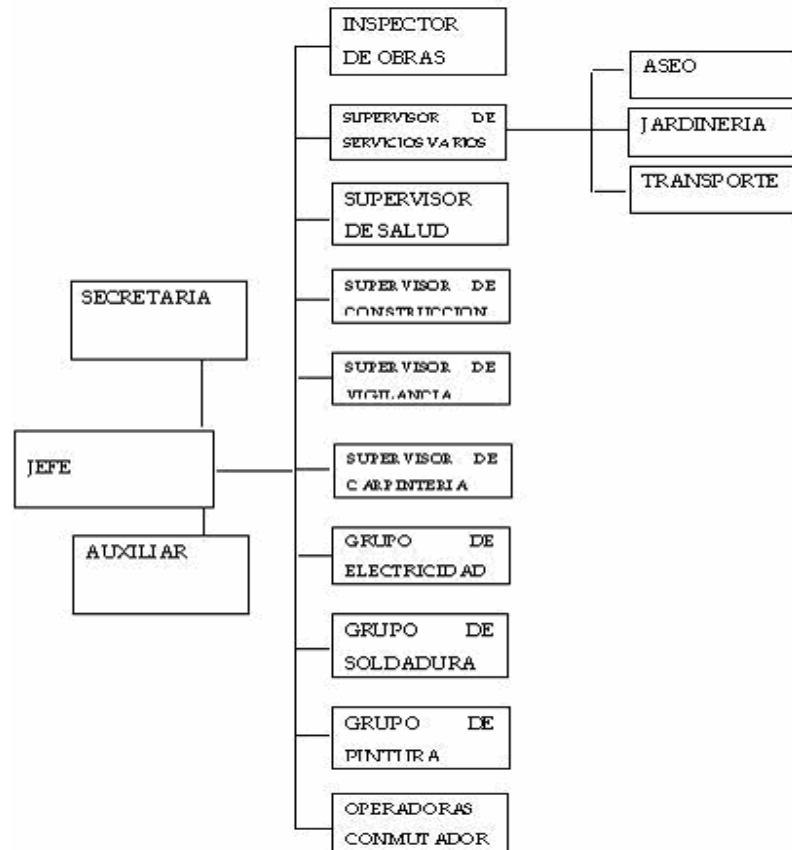 INSPECTOR
DE OBRAS
SUPERVISOR DE
SERVICIOS VARIOS
SUPERVISOR
DE SALUD
SUPERVISOR DE
CONSTRUCCION
SUPERVISOR DE
VIGILANCIA
SUPERVISOR DE
CARPINTERIA
GRUPO DE
ELECTRICIDAD
GRUPO DE
SOLDADURA
GRUPO DE
PINTURA
OPERADORAS
CONMUTADOR
ASEO
JARDINERIA
TRANSPORTE
SECRETARIA
JEFE
AUXILIAR